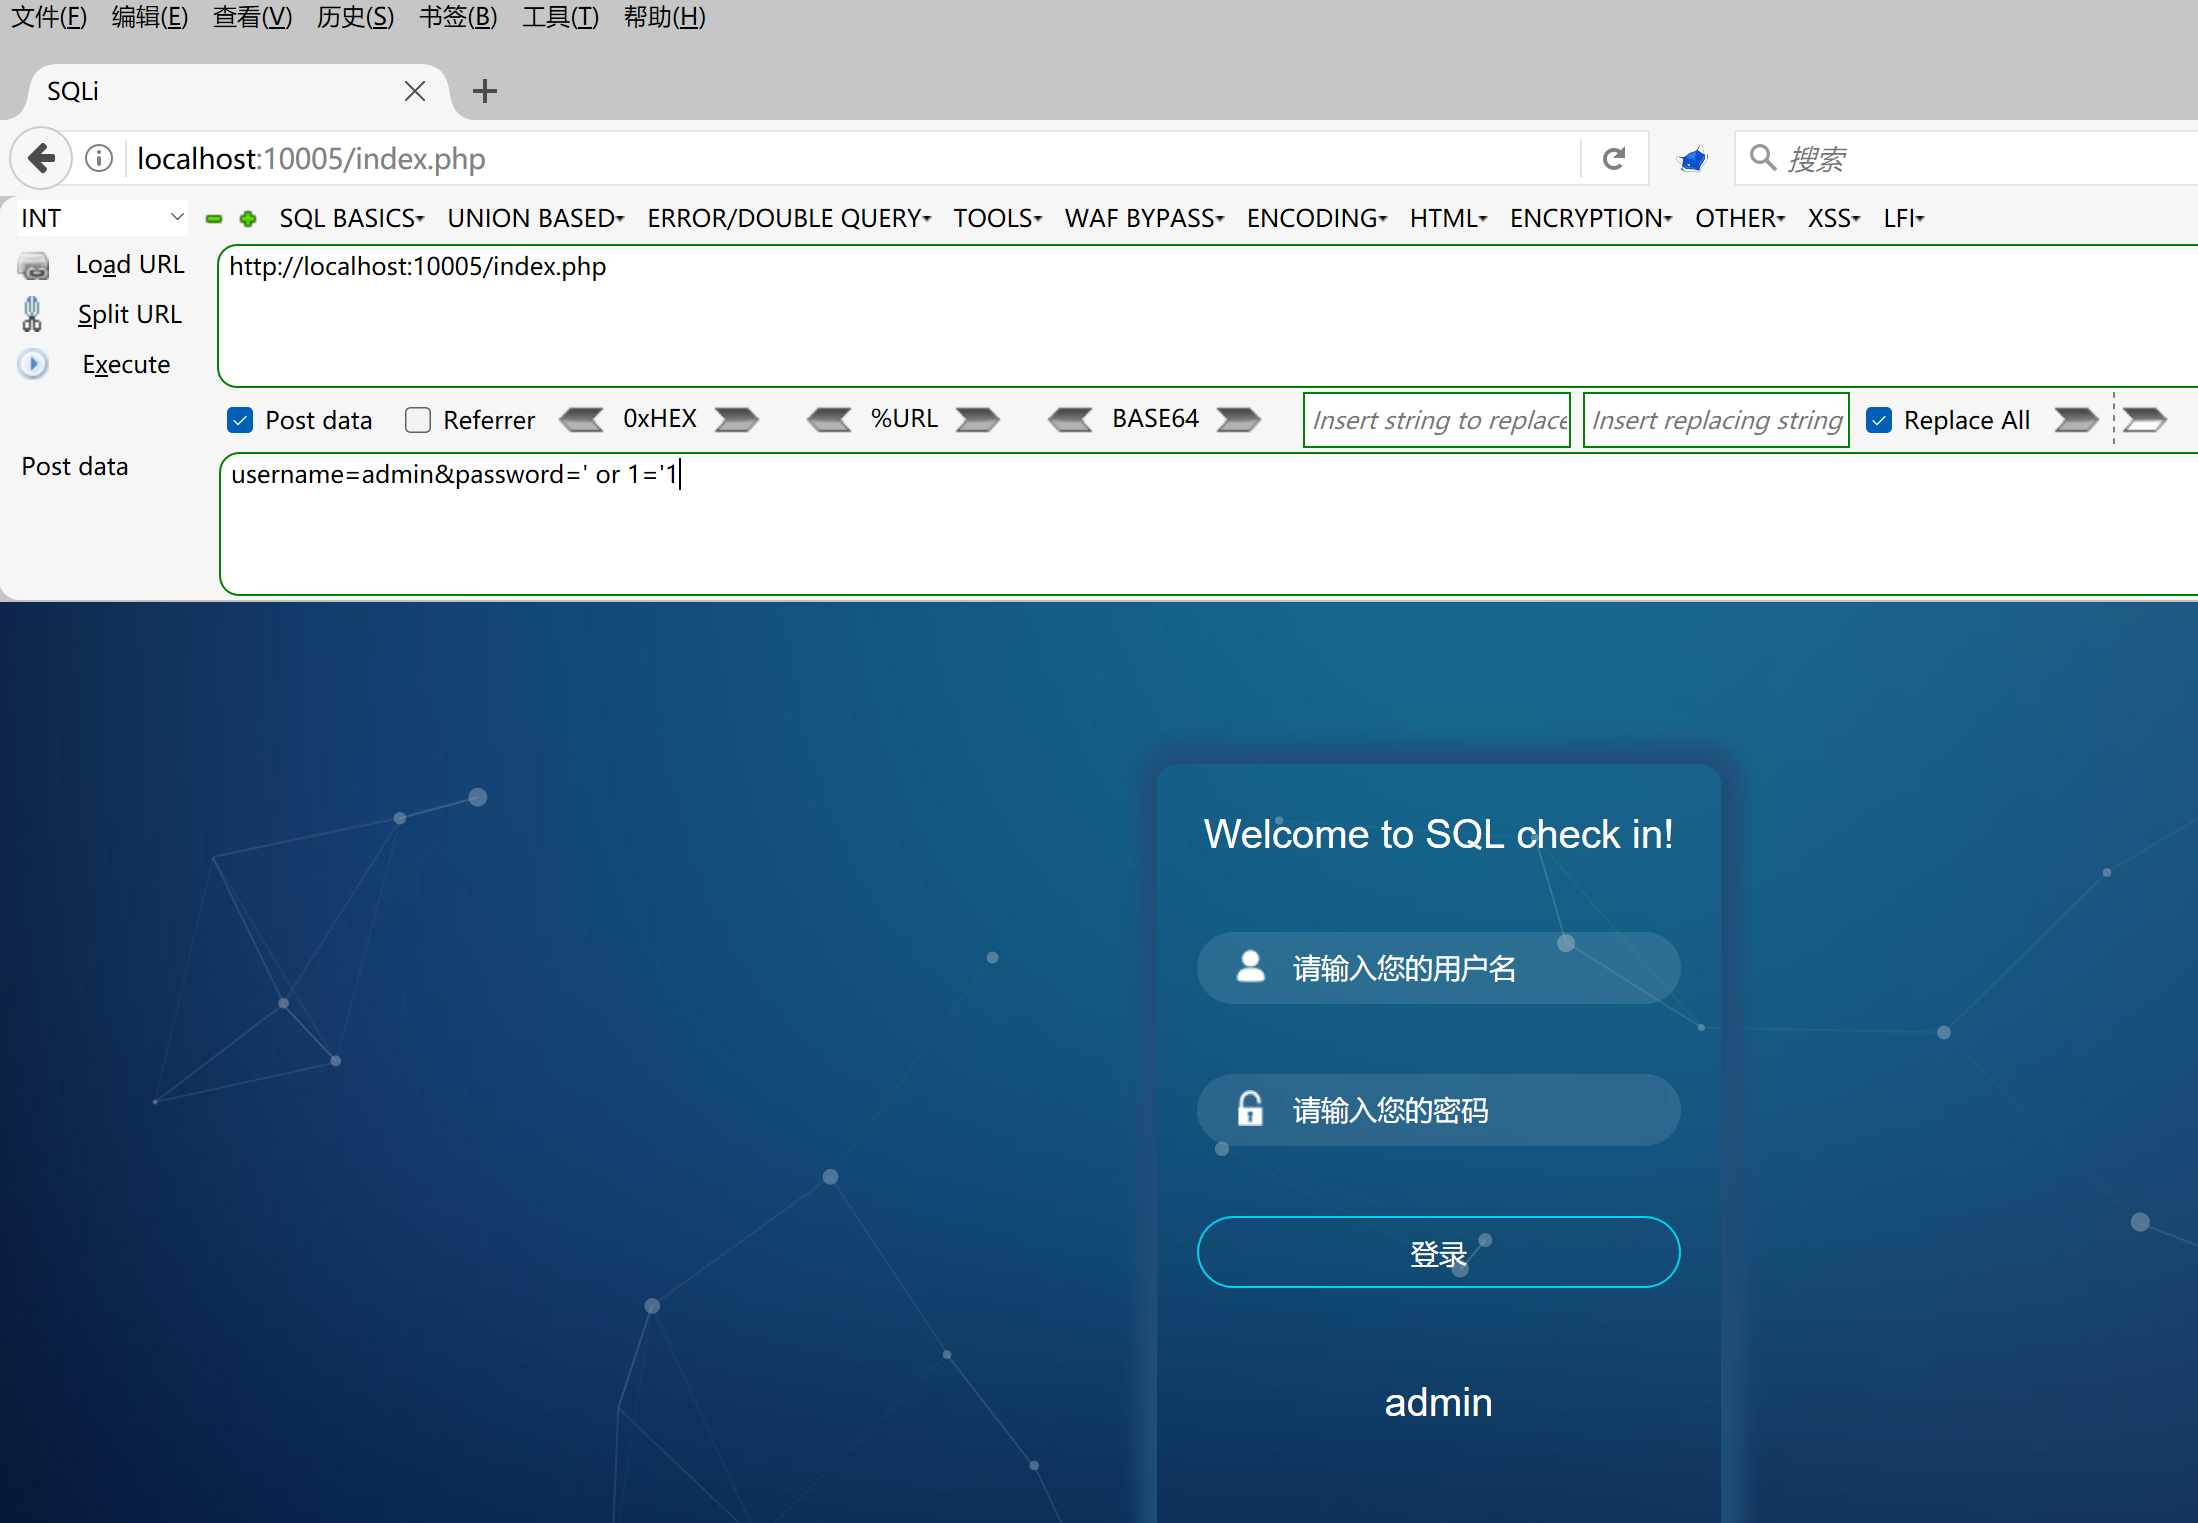 文件(F) 编辑(E) 查看(V) 历史(S) 书签(B) 工具(T) 帮助(H)
SQLi
localhost:10005/index.php 搜索
INT SQL BASICS UNION BASED ERROR/DOUBLE QUERY TOOLS WAF BYPASS ENCODING HTML ENCRYPTION OTHER XSS LFI
Load URL http://localhost:10005/index.php
Split URL
Execute
Post data Referrer 0xHEX %URL BASE64 Insert string to replace Insert replacing string Replace All
Post data username=admin&password=' or 1='1
Welcome to SQL check in!
请输入您的用户名
请输入您的密码
登录
admin